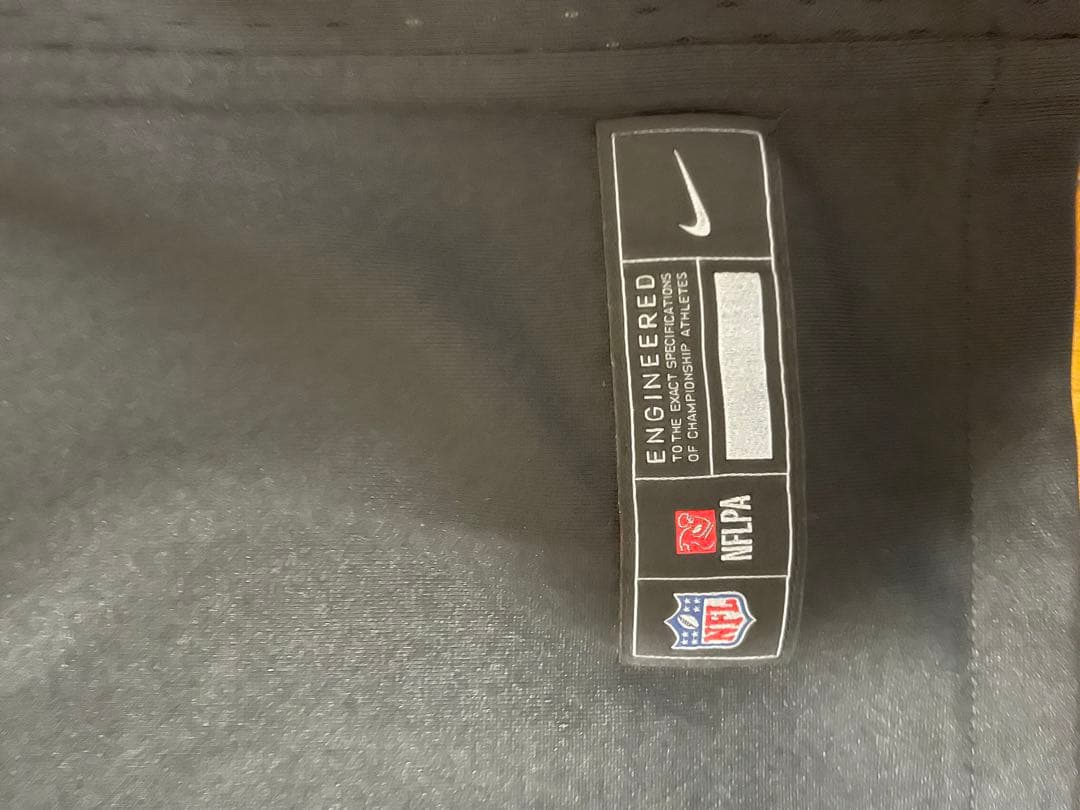 ENGINEERED
TO THE EXACT SPECIFICATIONS
OF CHAMPIONSHIP ATHLETES
NFLPA
NFL